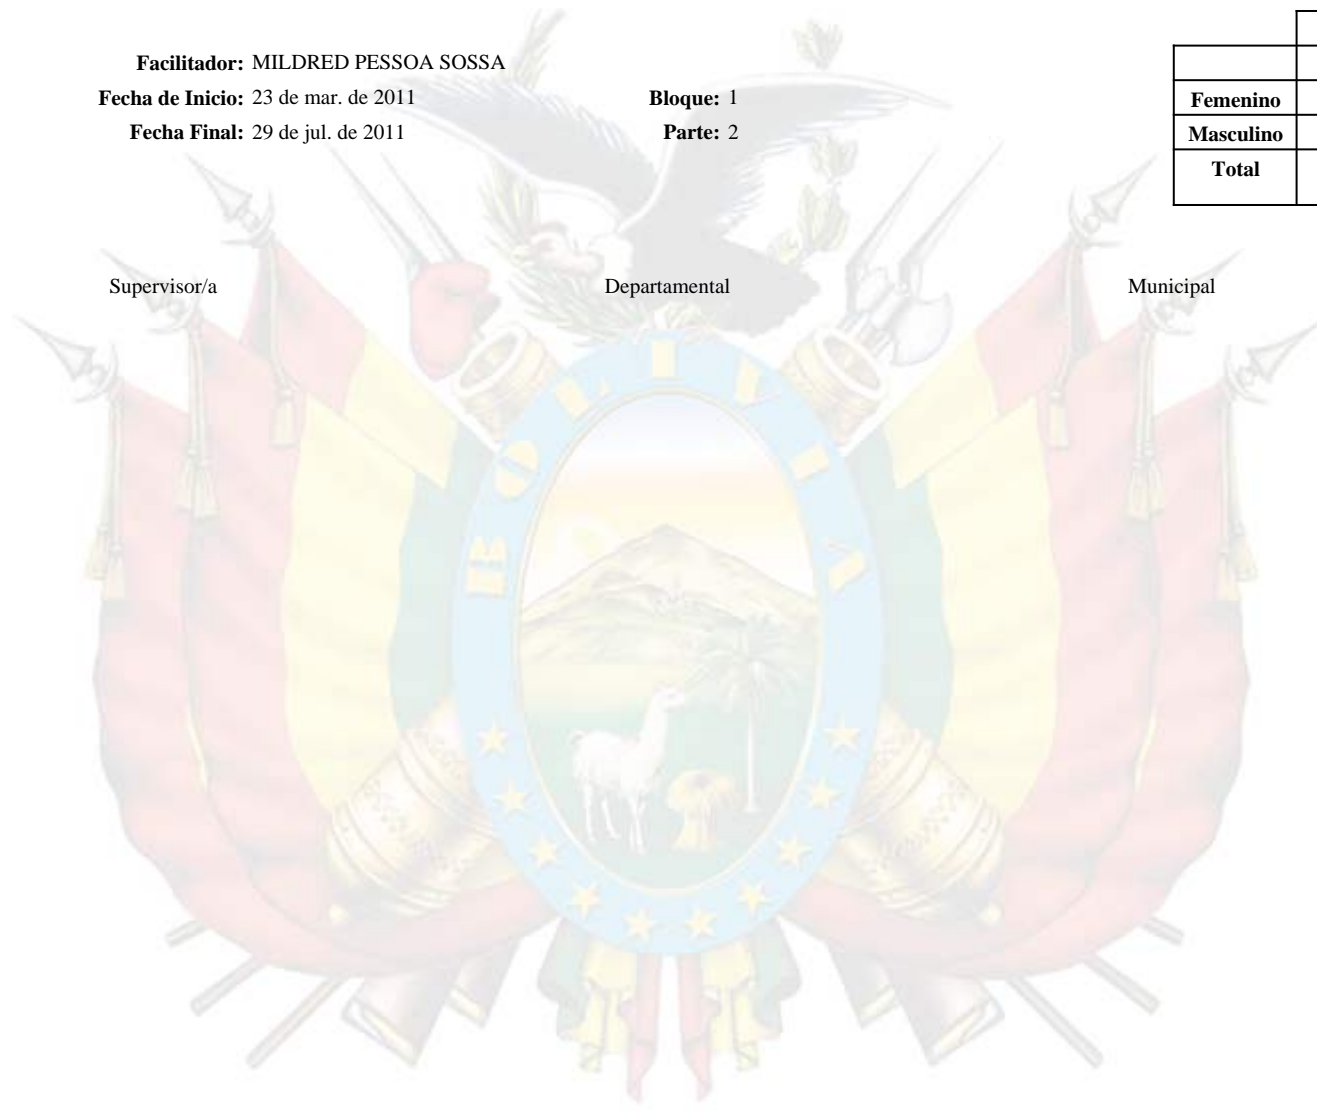 Facilitador: MILDRED PESSOA SOSSA
Fecha de Inicio: 23 de mar. de 2011 Bloque: 1
Fecha Final: 29 de jul. de 2011 Parte: 2
Femenino
Masculino
Total
Supervisor/a Departamental Municipal
BOLIVIA